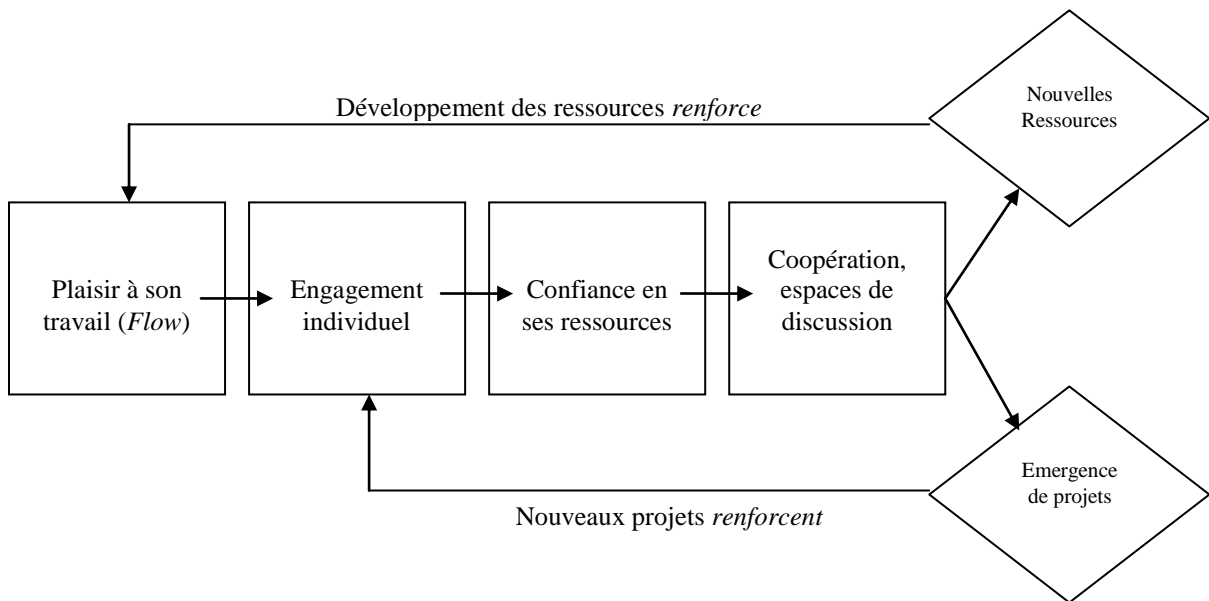 Nouvelles
Ressources
Développement des ressources renforce
Plaisir à son
travail (Flow)
Engagement
individuel
Confiance en
ses ressources
Coopération,
espaces de
discussion
Emergence
de projets
Nouveaux projets renforcent